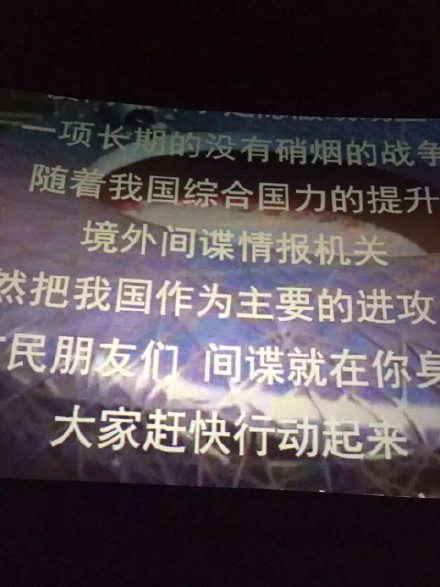 一项长期的没有硝烟的战争
随着我国综合国力的提升
境外间谍情报机关
然把我国作为主要的进攻
民朋友们 间谍就在你身
大家赶快行动起来